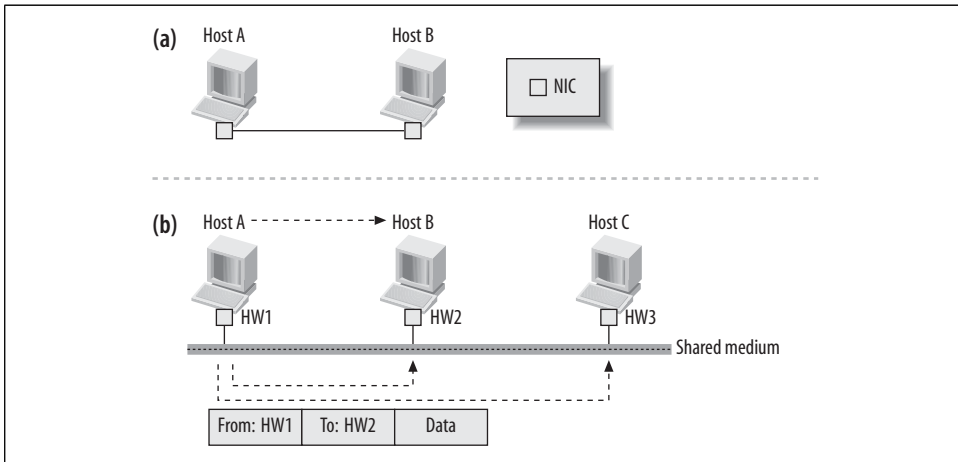 (a) Host A Host B
NIC
(b) Host A Host B Host C
HW1 HW2 HW3
Shared medium
From: HW1 To: HW2 Data